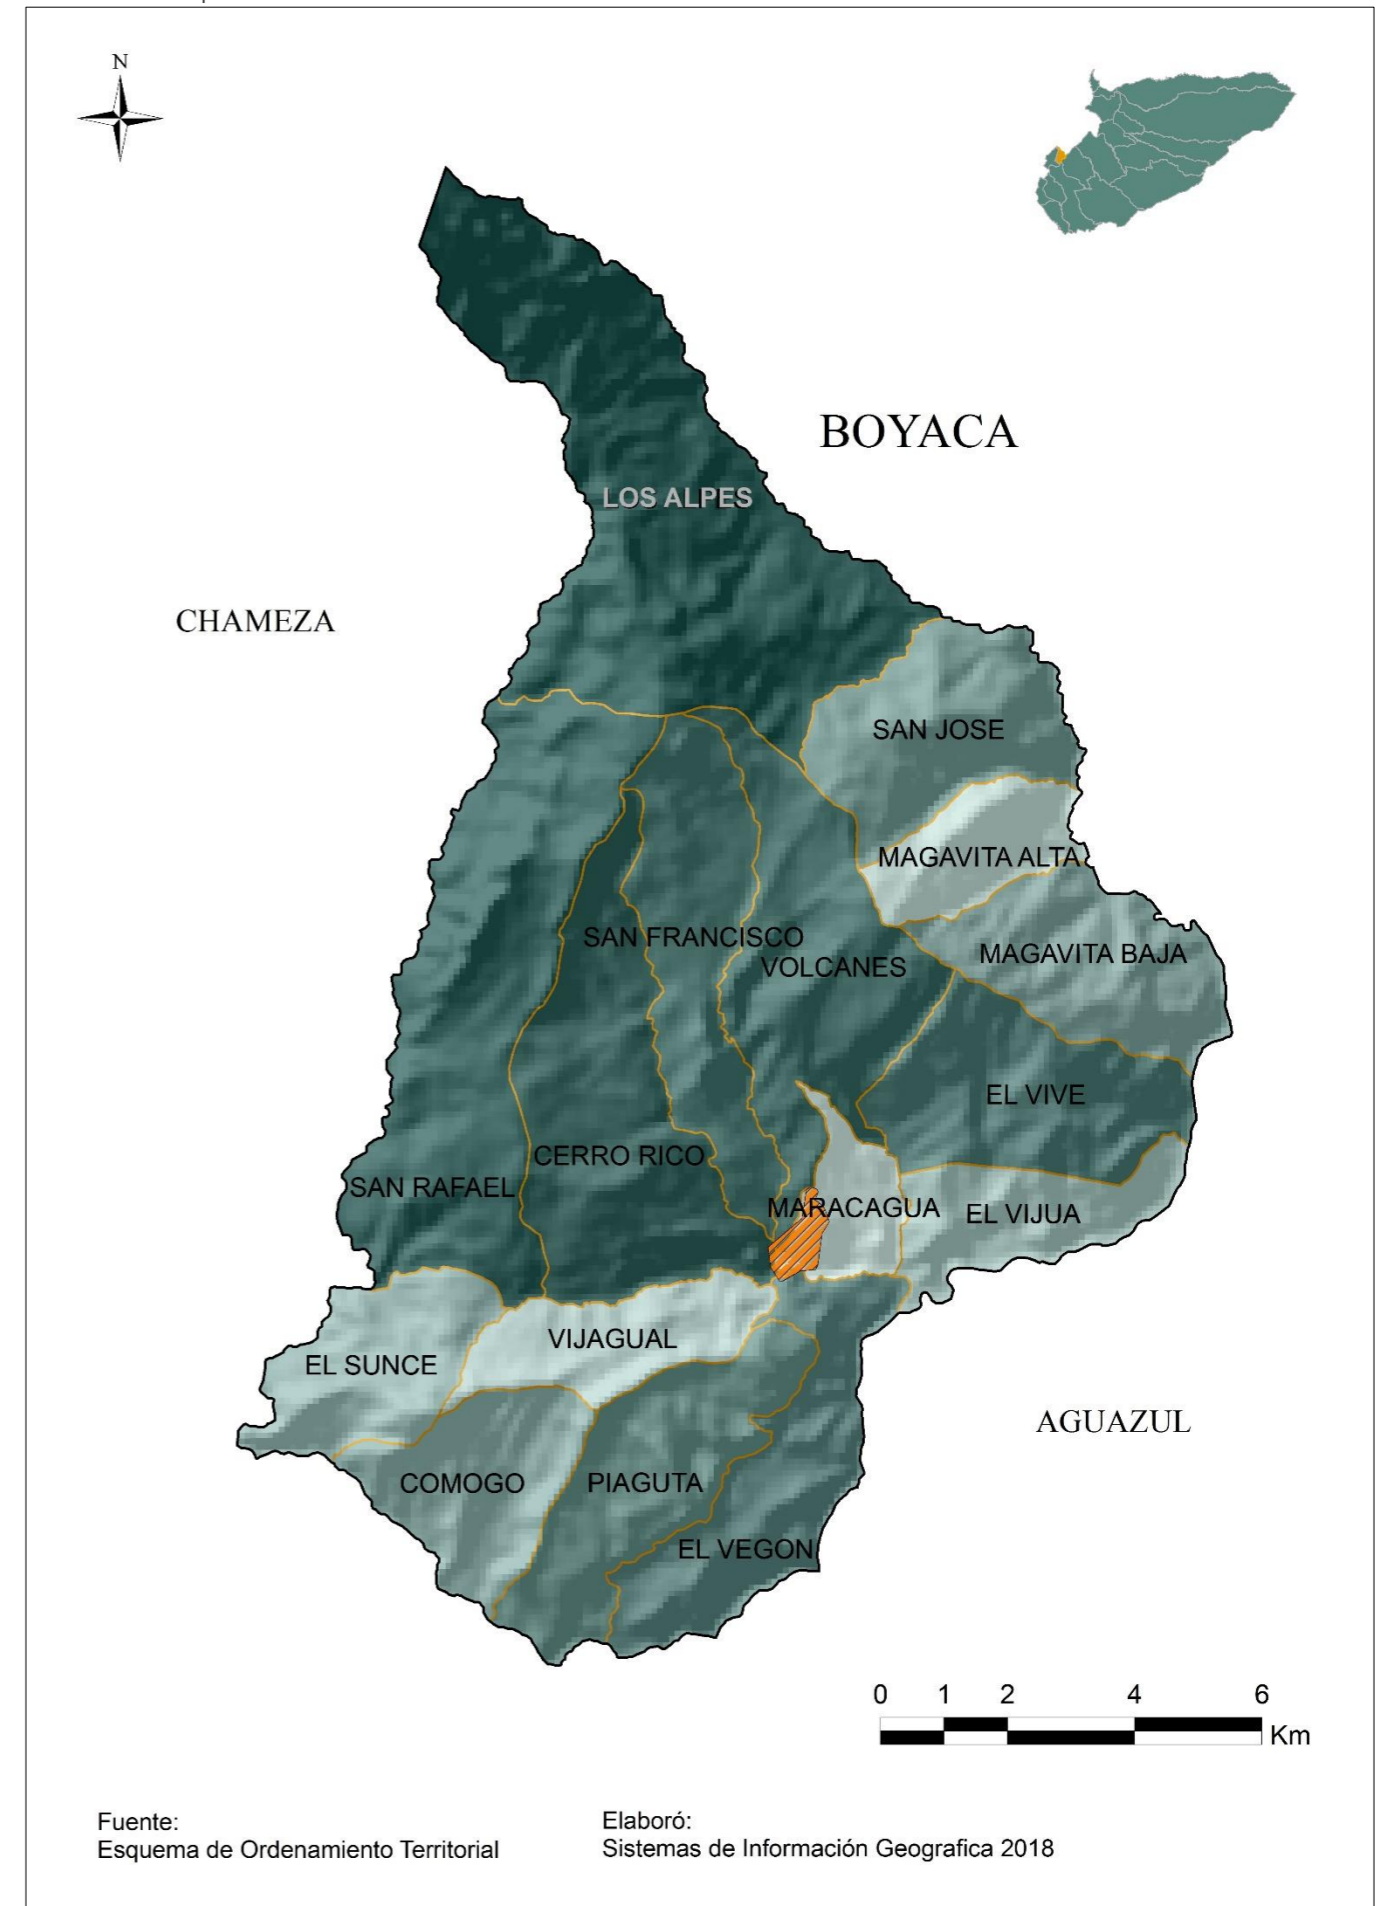 N
BOYACA
LOS ALPES
CHAMEZA
SAN JOSE
MAGAVITA ALTA
SAN FRANCISCO
MAGAVITA BAJA
VOLCANES
EL VIVE
CERRO RICO
SAN RAFAEL
MARACAGUA
EL VIJUA
VIJAGUAL
EL SUNCE
AGUAZUL
COMOGO
PIAGUTA
EL VEGON
0 1 2 4 6
Km
Fuente:
Esquema de Ordenamiento Territorial
Elaboró:
Sistemas de Información Geografica 2018